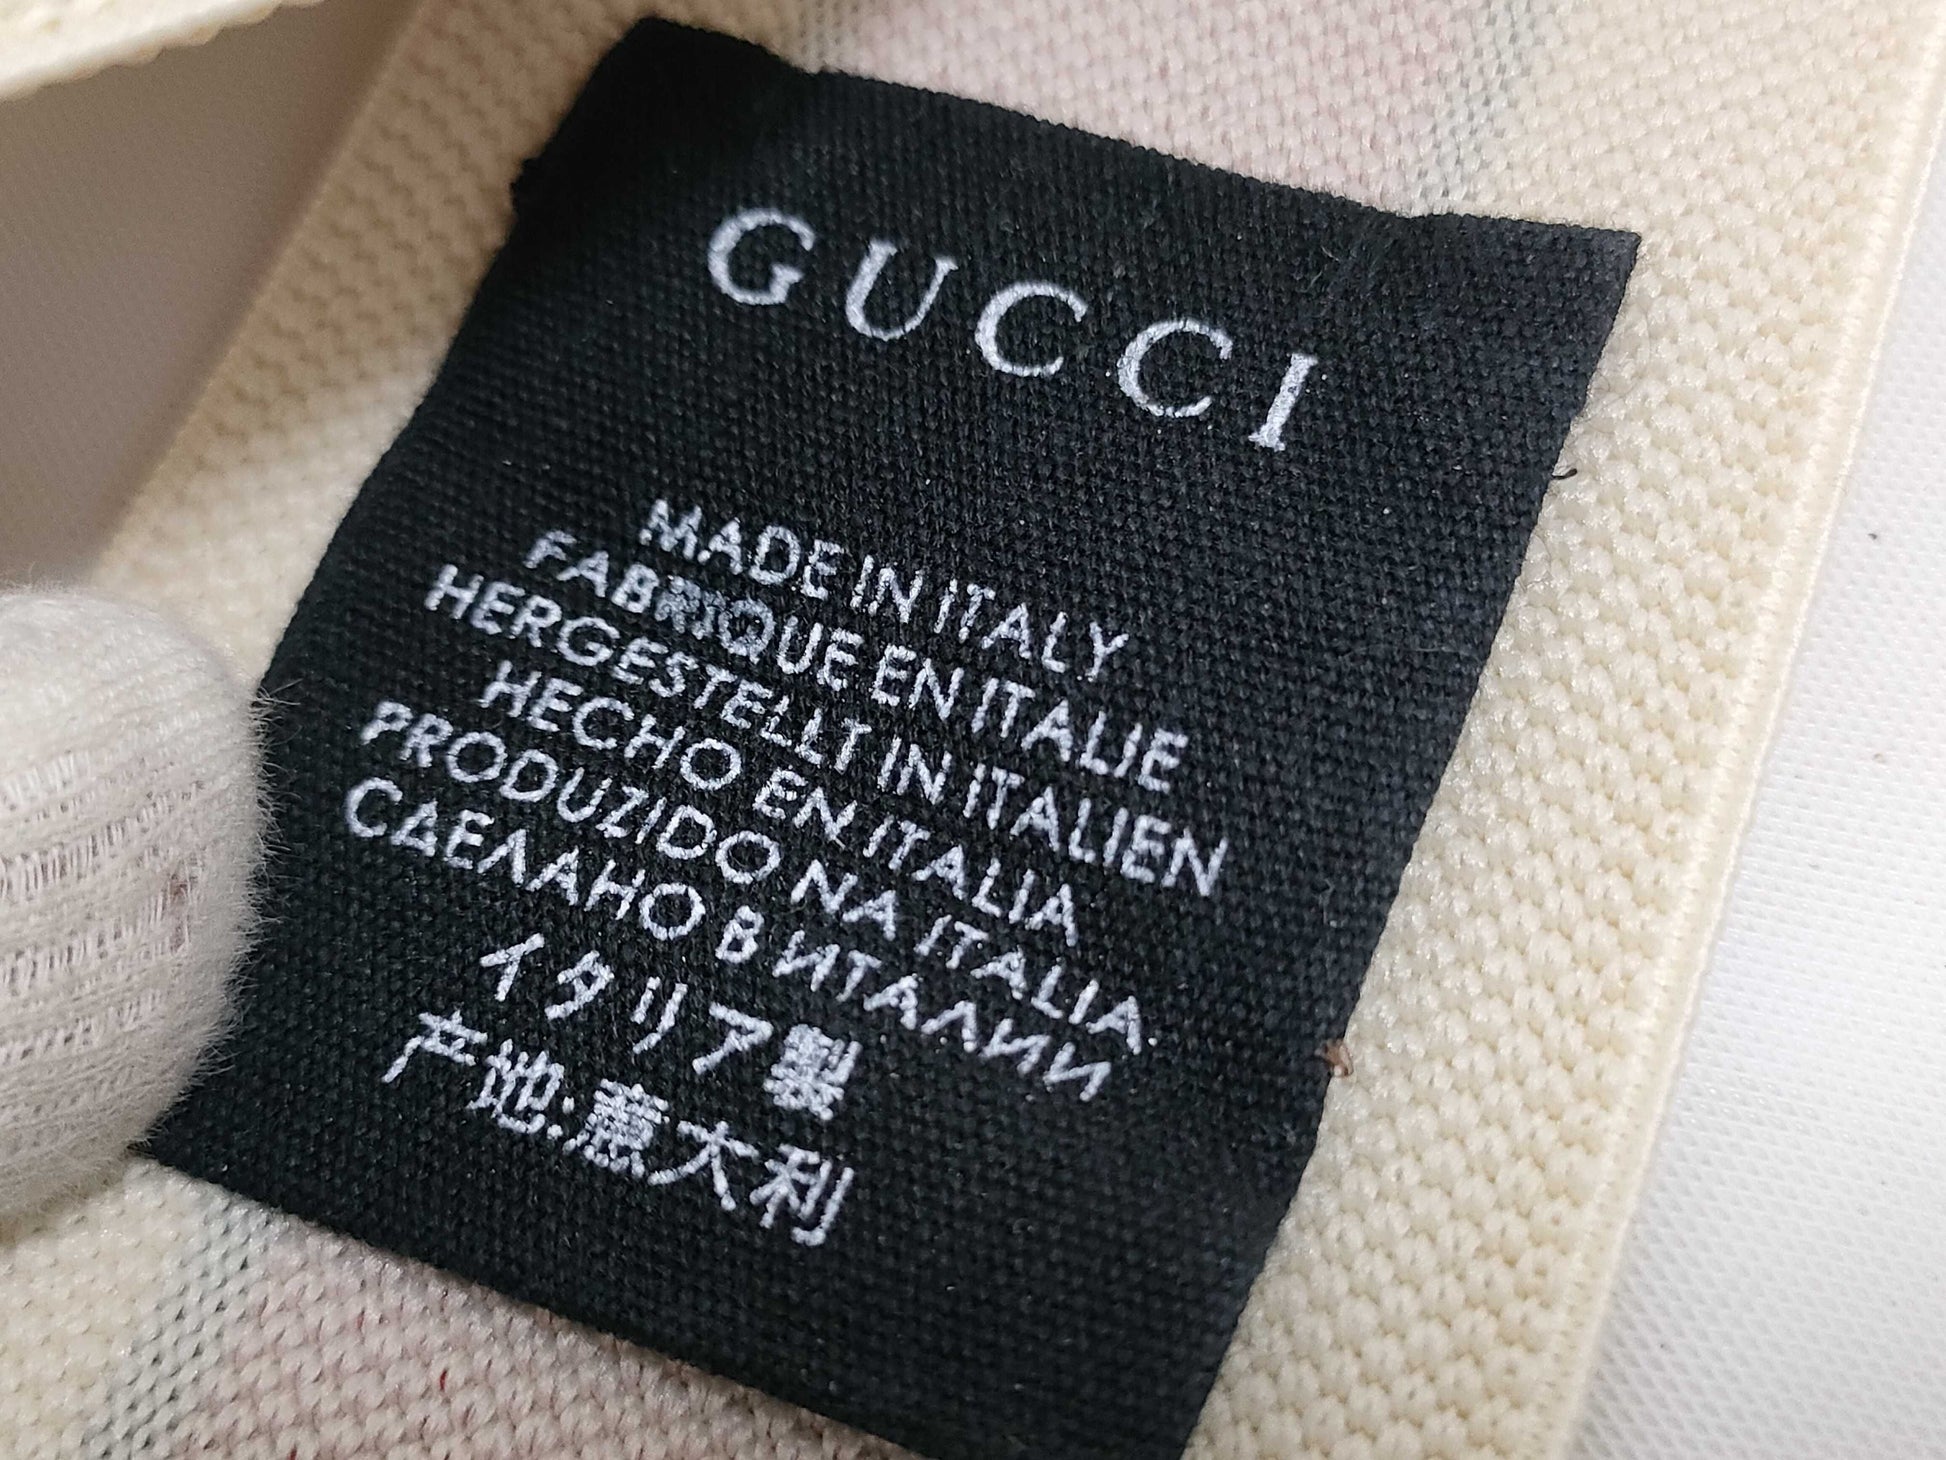 GUCCI
MADE IN ITALY
FABRIQUE EN ITALIE
HERGESTELLT IN ITALIEN
HECHO EN ITALIA
PRODUZIDO NA ITALIA
СДЕЛАНО В ИТАЛИИ
イタリア製
产地:意大利